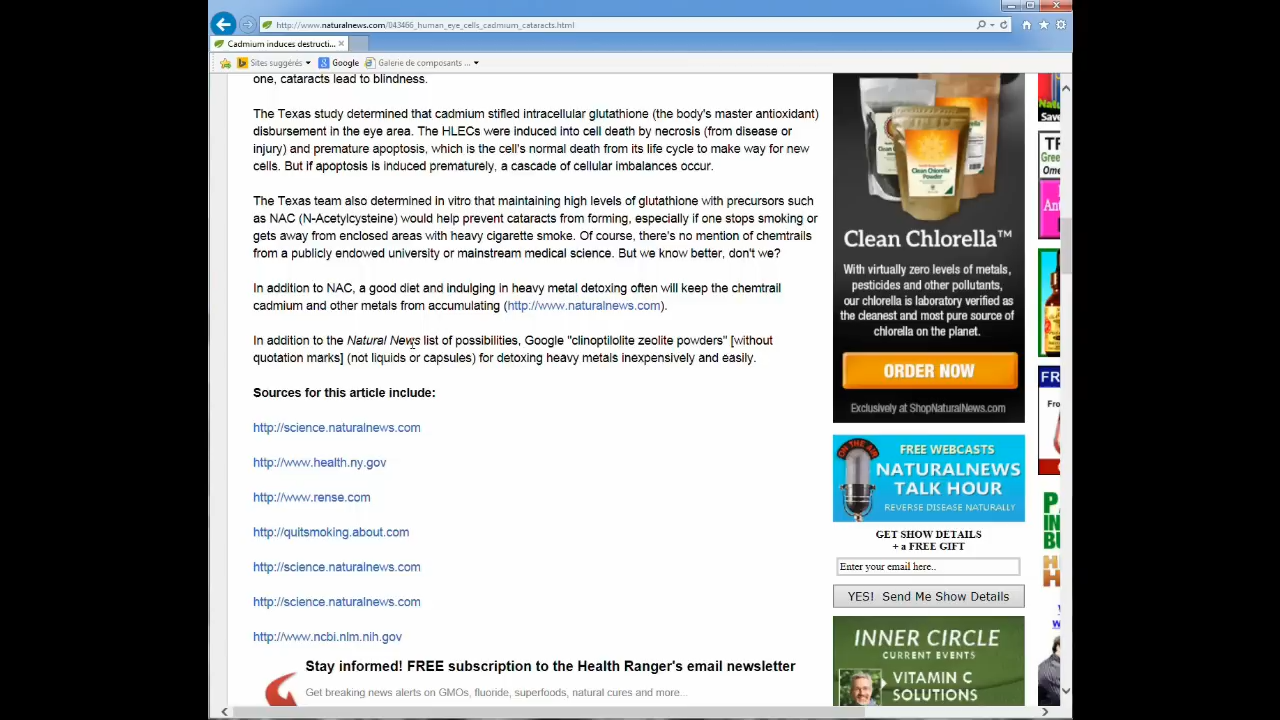 http://www.naturalnews.com/043466_human_eye_cells_cadmium_cataracts.html
Cadmium induces destructi...
Sites suggérés
Google
Galerie de composants ...
one, cataracts lead to blindness.
The Texas study determined that cadmium stifled intracellular glutathione (the body's master antioxidant)
disbursement in the eye area. The HLECs were induced into cell death by necrosis (from disease or
injury) and premature apoptosis, which is the cell's normal death from its life cycle to make way for new
cells. But if apoptosis is induced prematurely, a cascade of cellular imbalances occur.
The Texas team also determined in vitro that maintaining high levels of glutathione with precursors such
as NAC (N-Acetylcysteine) would help prevent cataracts from forming, especially if one stops smoking or
gets away from enclosed areas with heavy cigarette smoke. Of course, there's no mention of chemtrails
from a publicly endowed university or mainstream medical science. But we know better, don't we?
In addition to NAC, a good diet and indulging in heavy metal detoxing often will keep the chemtrail
cadmium and other metals from accumulating (http://www.naturalnews.com).
In addition to the Natural News list of possibilities, Google "clinoptilolite zeolite powders" [without
quotation marks] (not liquids or capsules) for detoxing heavy metals inexpensively and easily.
Sources for this article include:
http://science.naturalnews.com
http://www.health.ny.gov
http://www.rense.com
http://quitsmoking.about.com
http://science.naturalnews.com
http://science.naturalnews.com
http://www.ncbi.nlm.nih.gov
Stay informed! FREE subscription to the Health Ranger's email newsletter
Get breaking news alerts on GMOs, fluoride, superfoods, natural cures and more...
Clean Chlorella
Powder
Clean Chlorella™
With virtually zero levels of metals,
pesticides and other pollutants,
our chlorella is laboratory verified as
the cleanest and most pure source of
chlorella on the planet.
ORDER NOW
Exclusively at ShopNaturalNews.com
ON THE AIR
FREE WEBCASTS
NATURALNEWS
TALK HOUR
REVERSE DISEASE NATURALLY
GET SHOW DETAILS
+ a FREE GIFT
Enter your email here..
YES! Send Me Show Details
INNER CIRCLE
CURRENT EVENTS
VITAMIN C
SOLUTIONS